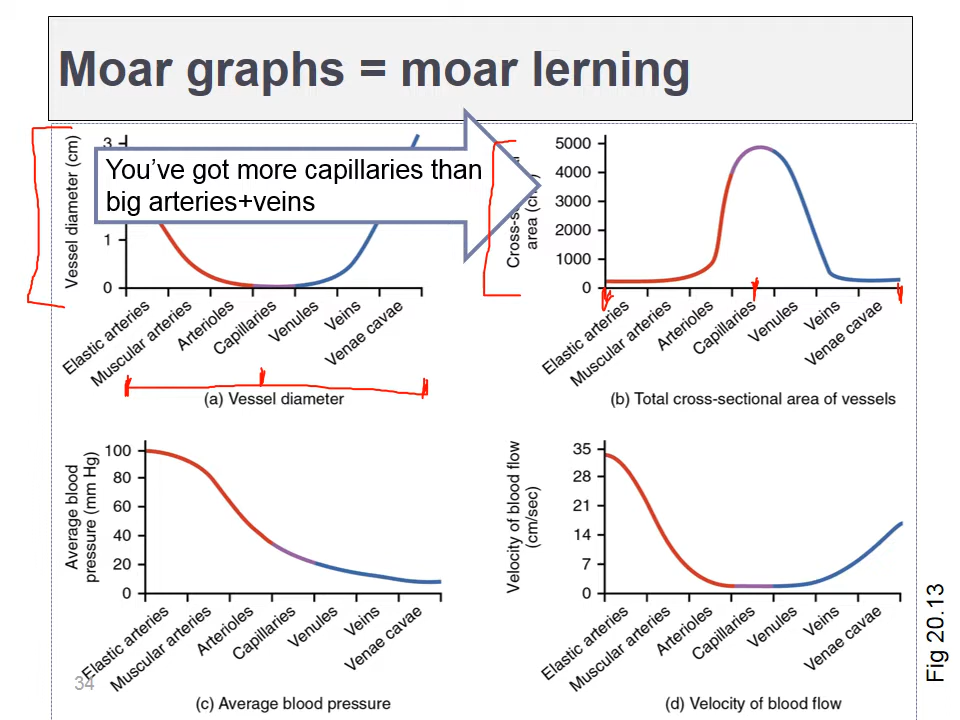 Moar graphs = moar lerning
You've got more capillaries than
big arteries+veins
Vessel diameter (cm)
3
1
0
Elastic arteries
Muscular arteries
Arterioles
Capillaries
Venules
Veins
Venae cavae
(a) Vessel diameter
area
5000
4000
3000
2000
1000
0
Elastic arteries
Muscular arteries
Arterioles
Capillaries
Venules
Veins
Venae cavae
(b) Total cross-sectional area of vessels
Average blood
pressure (mm Hg)
100
80
60
40
20
0
Elastic arteries
Muscular arteries
Arterioles
Capillaries
Venules
Veins
Venae cavae
(c) Average blood pressure
Velocity of blood flow
(cm/sec)
35
28
21
14
7
0
Elastic arteries
Muscular arteries
Arterioles
Capillaries
Venules
Veins
Venae cavae
(d) Velocity of blood flow
Fig 20.13
34